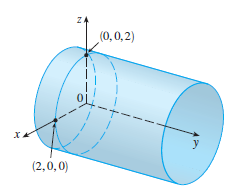 z
(0, 0, 2)
0
x
y
(2, 0, 0)